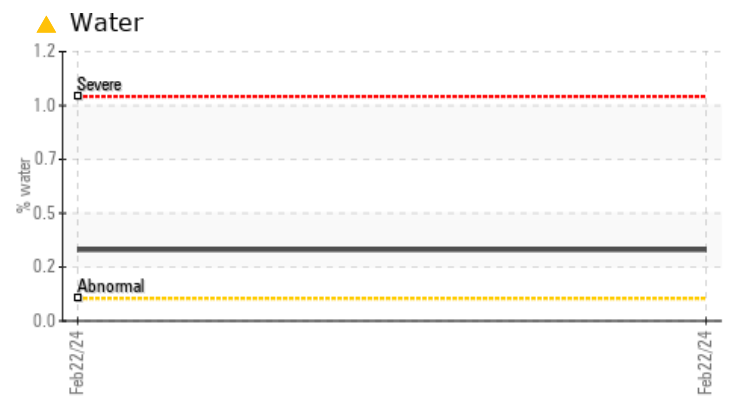 Water
1.2
Severe
1.0
0.7
% water
0.5
0.2
Abnormal
0.0
Feb22/24
Feb22/24